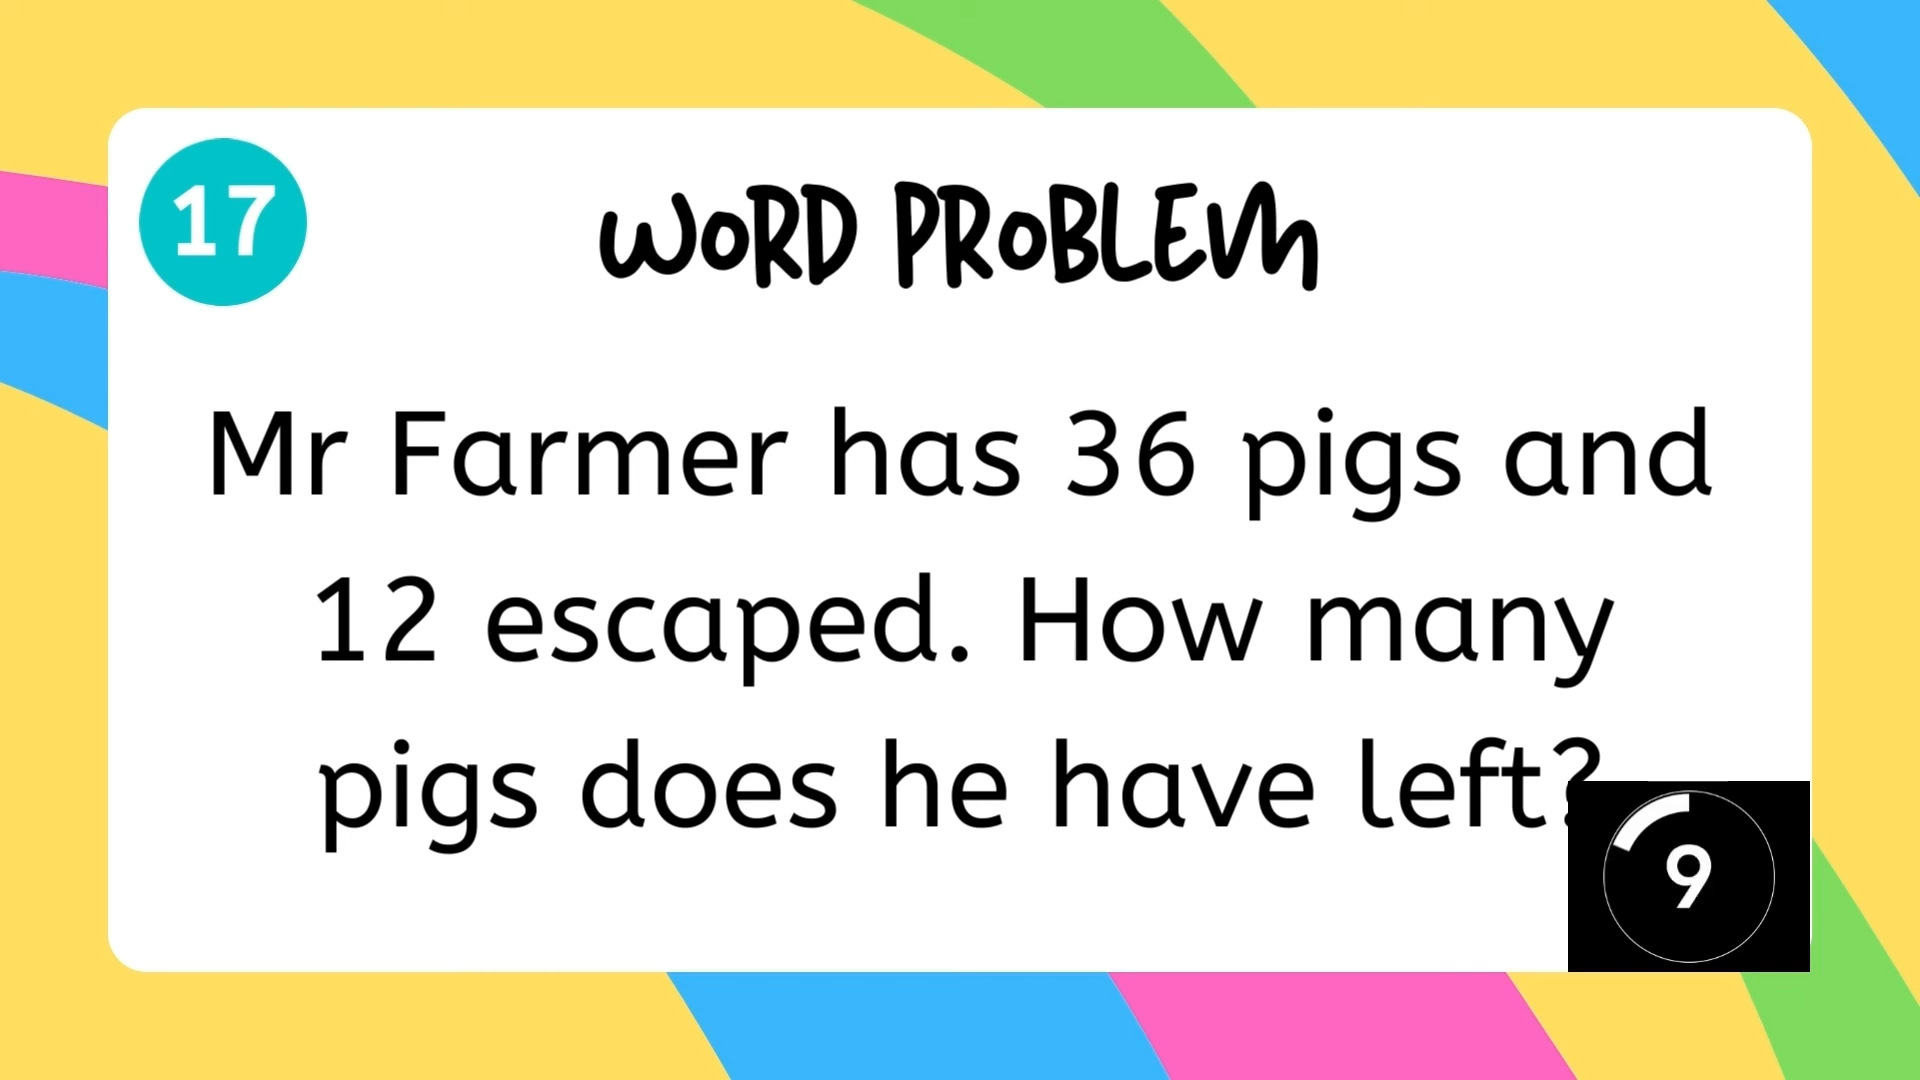 17
WORD PROBLEM
Mr Farmer has 36 pigs and
12 escaped. How many
pigs does he have left?
9